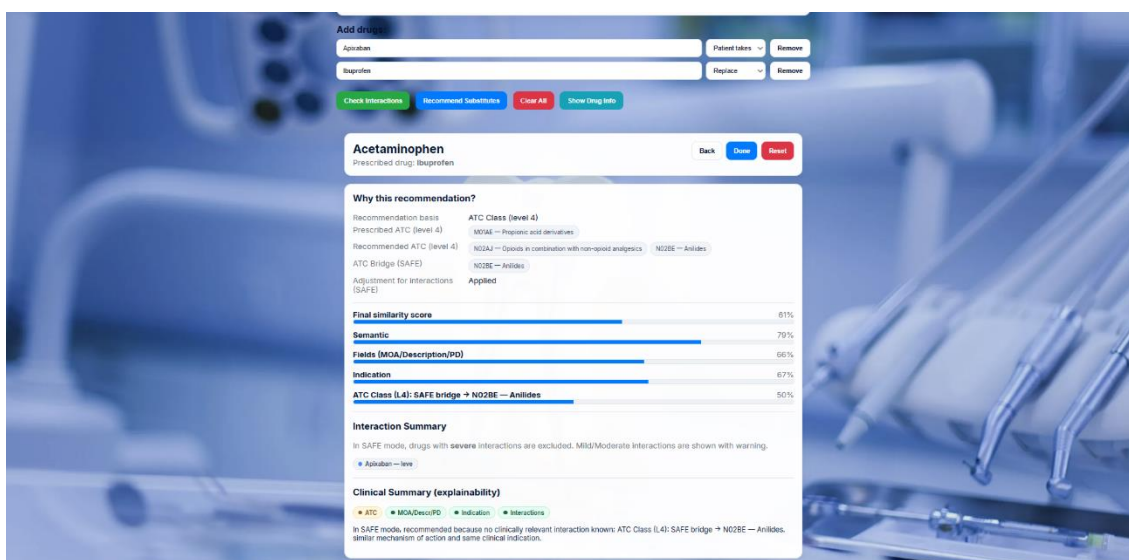 Add drugs
Apixaban
Patient takes
Remove
Ibuprofen
Replace
Remove
Check Interactions
Recommend Substitutes
Clear All
Show Drug Info
Acetaminophen
Prescribed drug: Ibuprofen
Back
Done
Reset
Why this recommendation?
Recommendation basis ATC Class (level 4)
Prescribed ATC (level 4) M01AE — Propionic acid derivatives
Recommended ATC (level 4) N02AJ — Opioids in combination with non-opioid analgesics N02BE — Anilides
ATC Bridge (SAFE) N02BE — Anilides
Adjustment for interactions Applied
(SAFE)
Final similarity score 61%
Semantic 79%
Fields (MOA/Description/PD) 66%
Indication 67%
ATC Class (L4): SAFE bridge → N02BE — Anilides 50%
Interaction Summary
In SAFE mode, drugs with severe interactions are excluded. Mild/Moderate interactions are shown with warning.
Apixaban — leve
Clinical Summary (explainability)
ATC
MOA/Descr/PD
Indication
Interactions
In SAFE mode, recommended because no clinically relevant interaction known: ATC Class (L4): SAFE bridge → N02BE — Anilides,
similar mechanism of action and same clinical indication.